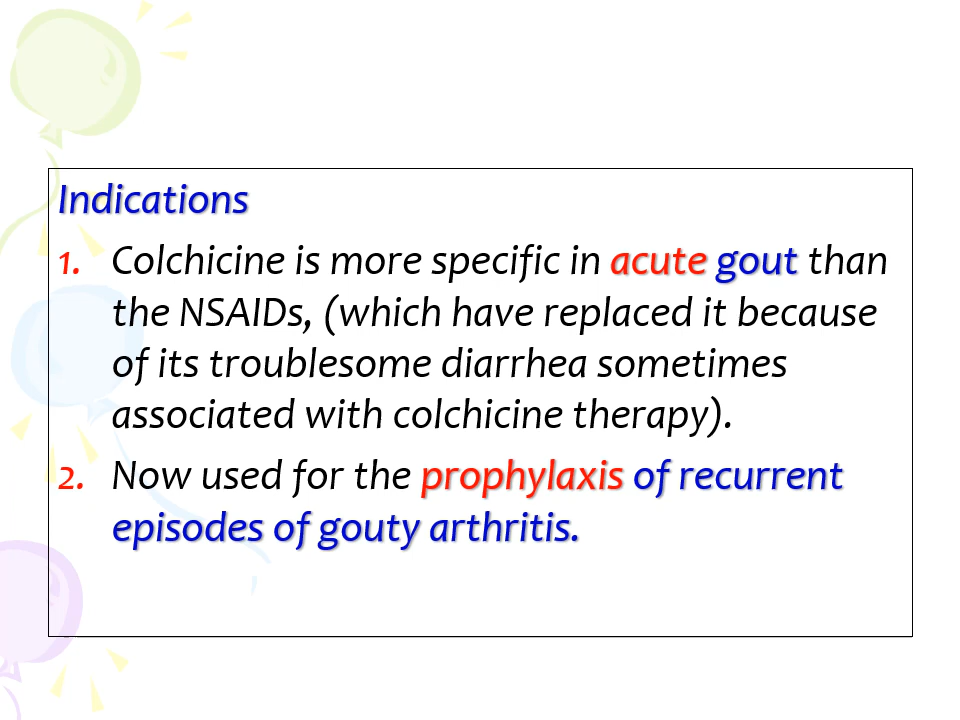 Indications
1. Colchicine is more specific in acute gout than
the NSAIDs, (which have replaced it because
of its troublesome diarrhea sometimes
associated with colchicine therapy).
2. Now used for the prophylaxis of recurrent
episodes of gouty arthritis.